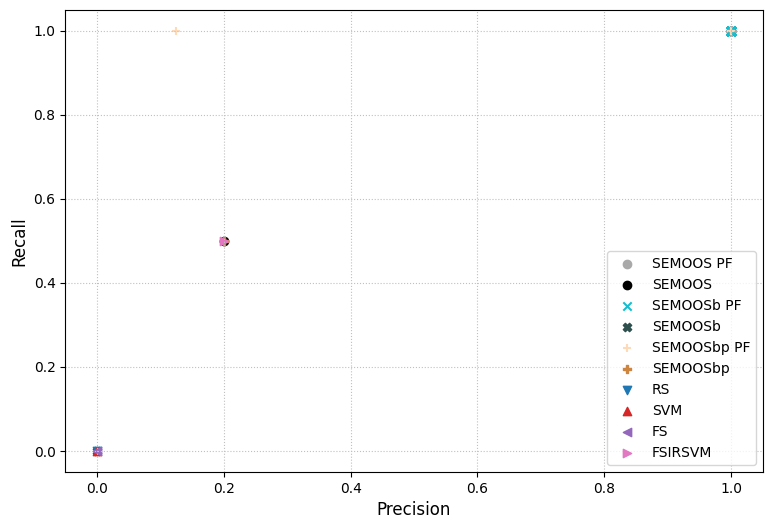 1.0
0.8
0.6
0.4
0.2
0.0
Recall
0.0 0.2 0.4 0.6 0.8 1.0
Precision
SEMOOS PF
SEMOOS
SEMOOSb PF
SEMOOSb
SEMOOSbp PF
SEMOOSbp
RS
SVM
FS
FSIRSVM